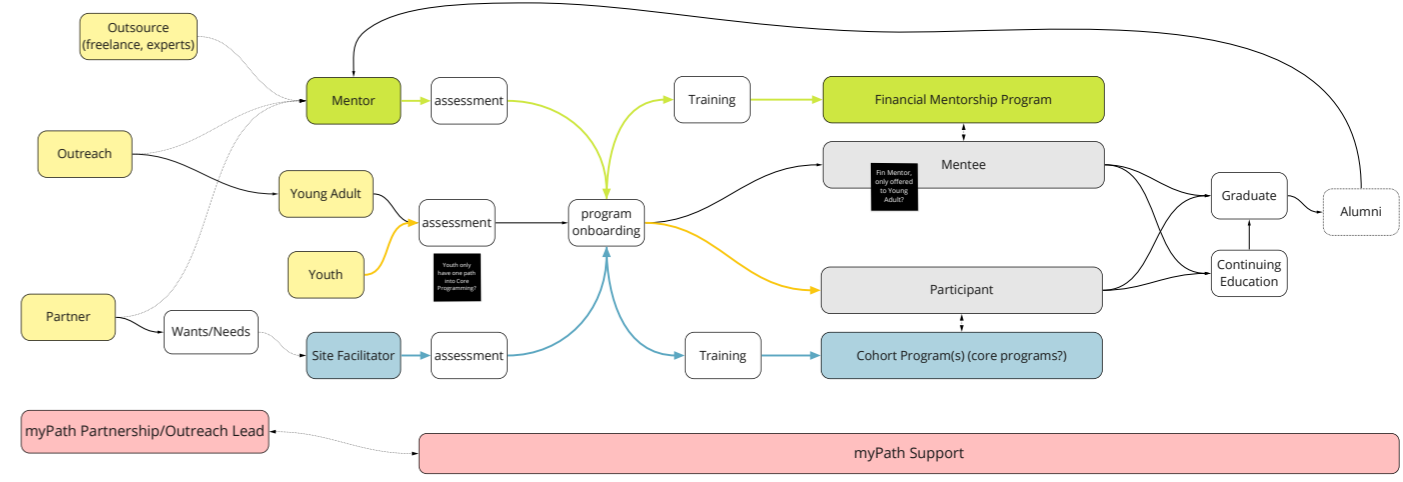 Outsource
(freelance, experts)
Mentor
assessment
Training
Financial Mentorship Program
Outreach
Mentee
Fin Mentor,
only offered
to Young
Adult?
Young Adult
assessment
program
onboarding
Graduate
Alumni
Youth
Youth only
have one path
into Core
Programming?
Continuing
Education
Participant
Partner
Wants/Needs
Site Facilitator
assessment
Training
Cohort Program(s) (core programs?)
myPath Partnership/Outreach Lead
myPath Support